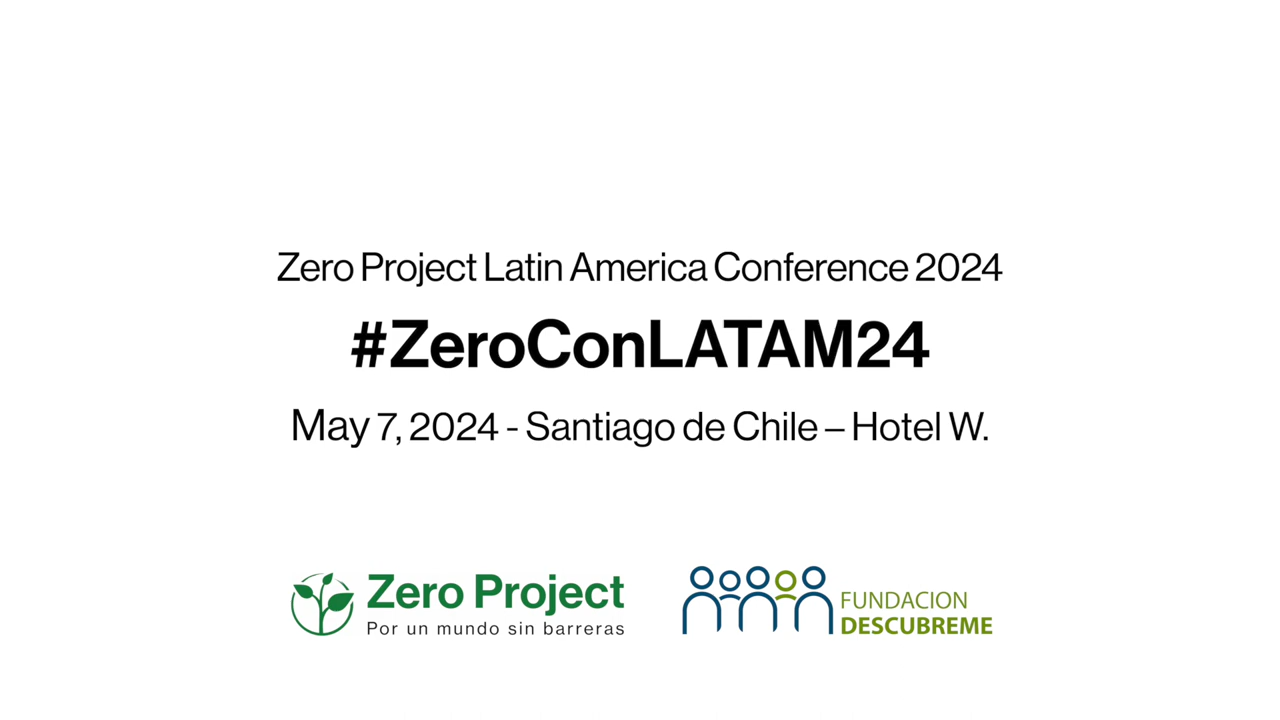 Zero Project Latin America Conference 2024
#ZeroConLATAM24
May 7, 2024 - Santiago de Chile – Hotel W.
Zero Project
Por un mundo sin barreras
FUNDACION
DESCUBREME